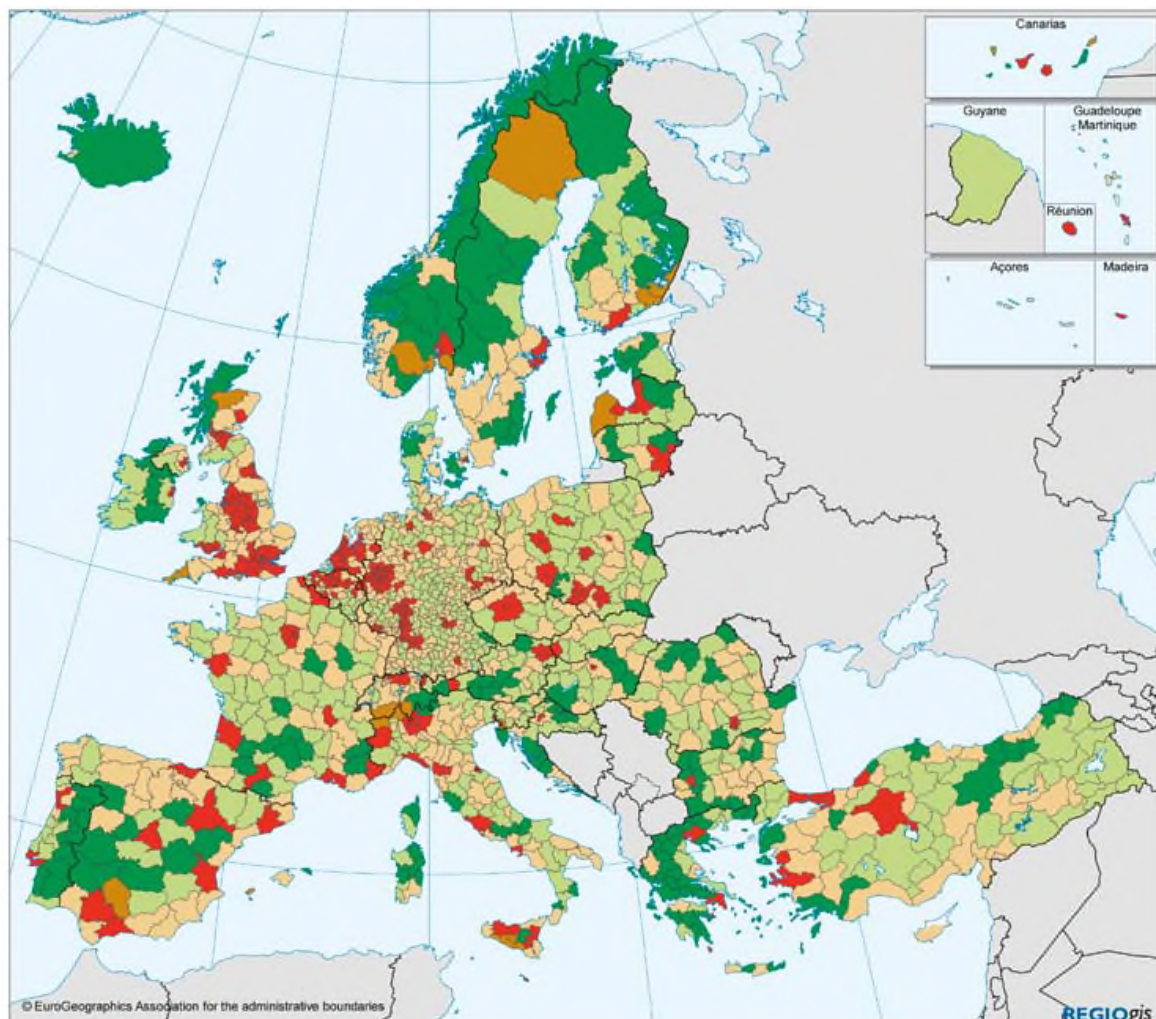 Canarias
Guyane
Guadeloupe
Martinique
Réunion
Açores
Madeira
© EuroGeographics Association for the administrative boundaries
REGIOgis